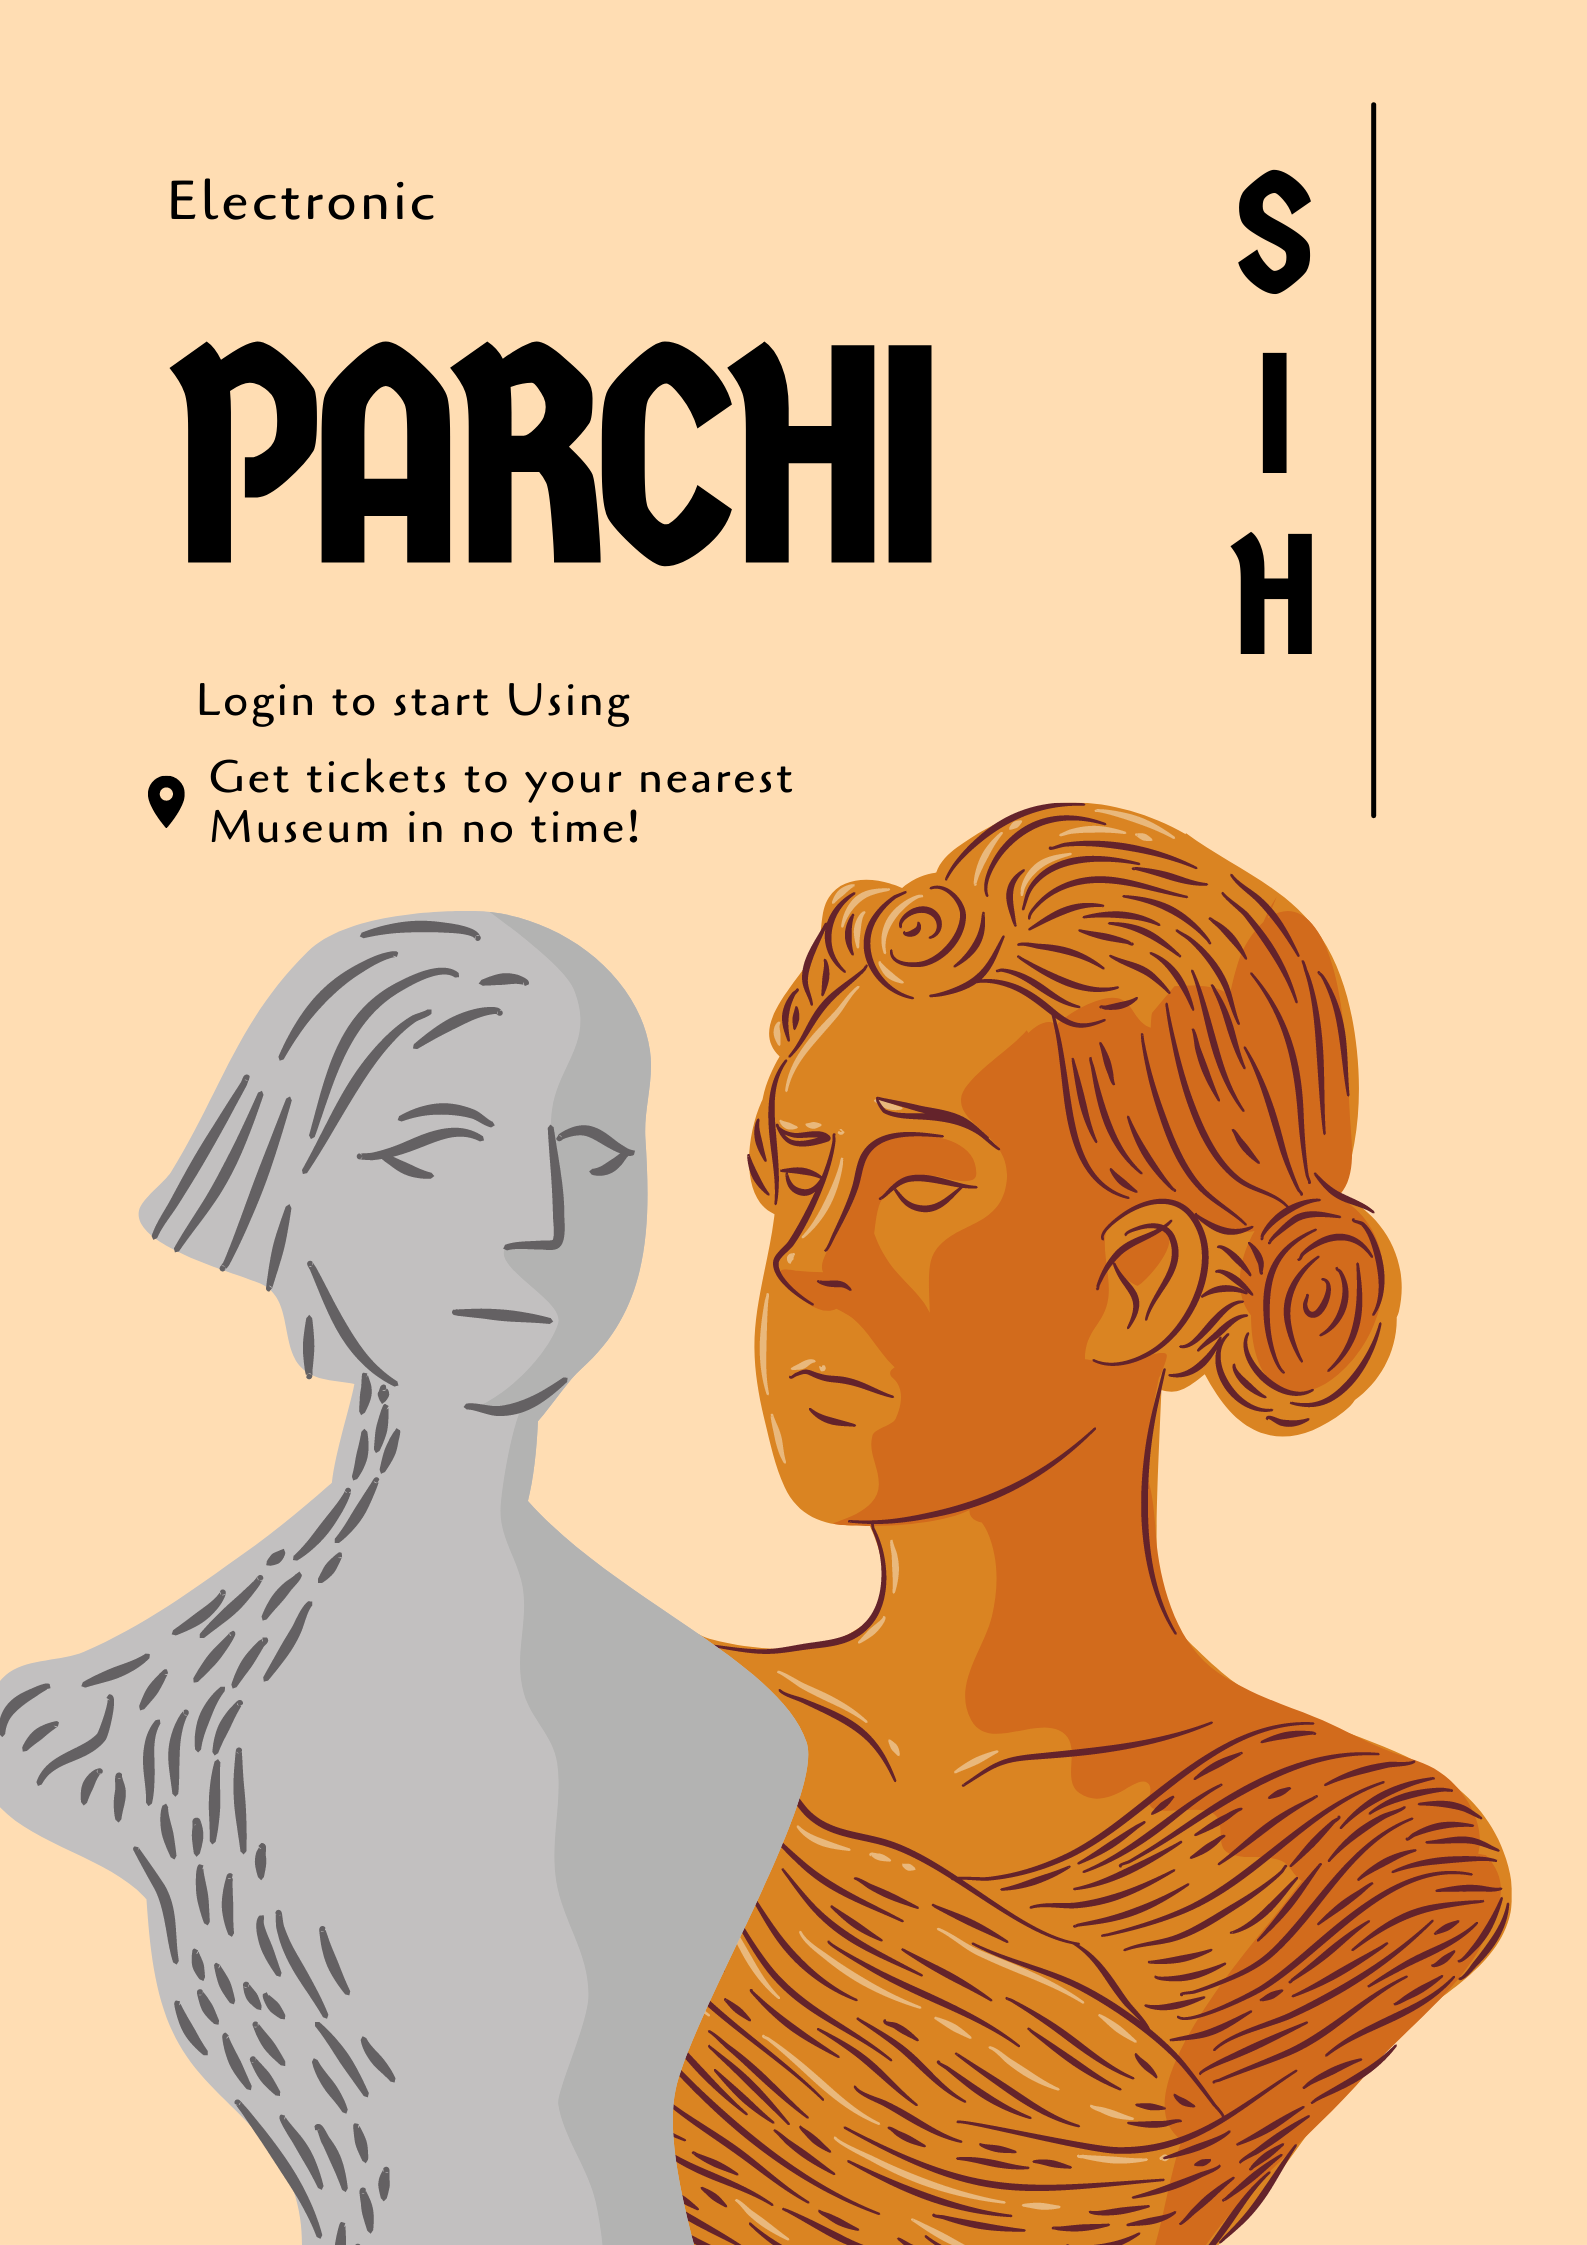 Electronic
PARCHI
S
I
H
Login to start Using
Get tickets to your nearest
Museum in no time!